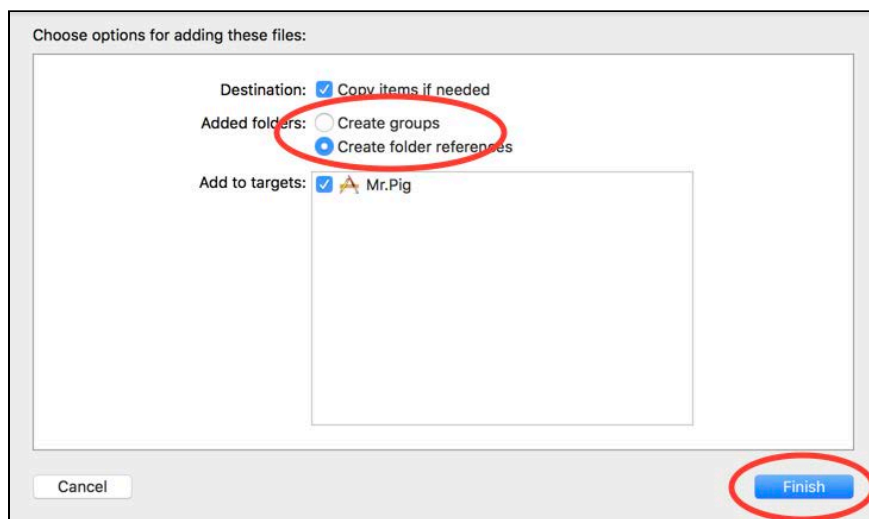 Choose options for adding these files:
Destination: Copy items if needed
Added folders: Create groups
Create folder references
Add to targets: Mr.Pig
Cancel Finish